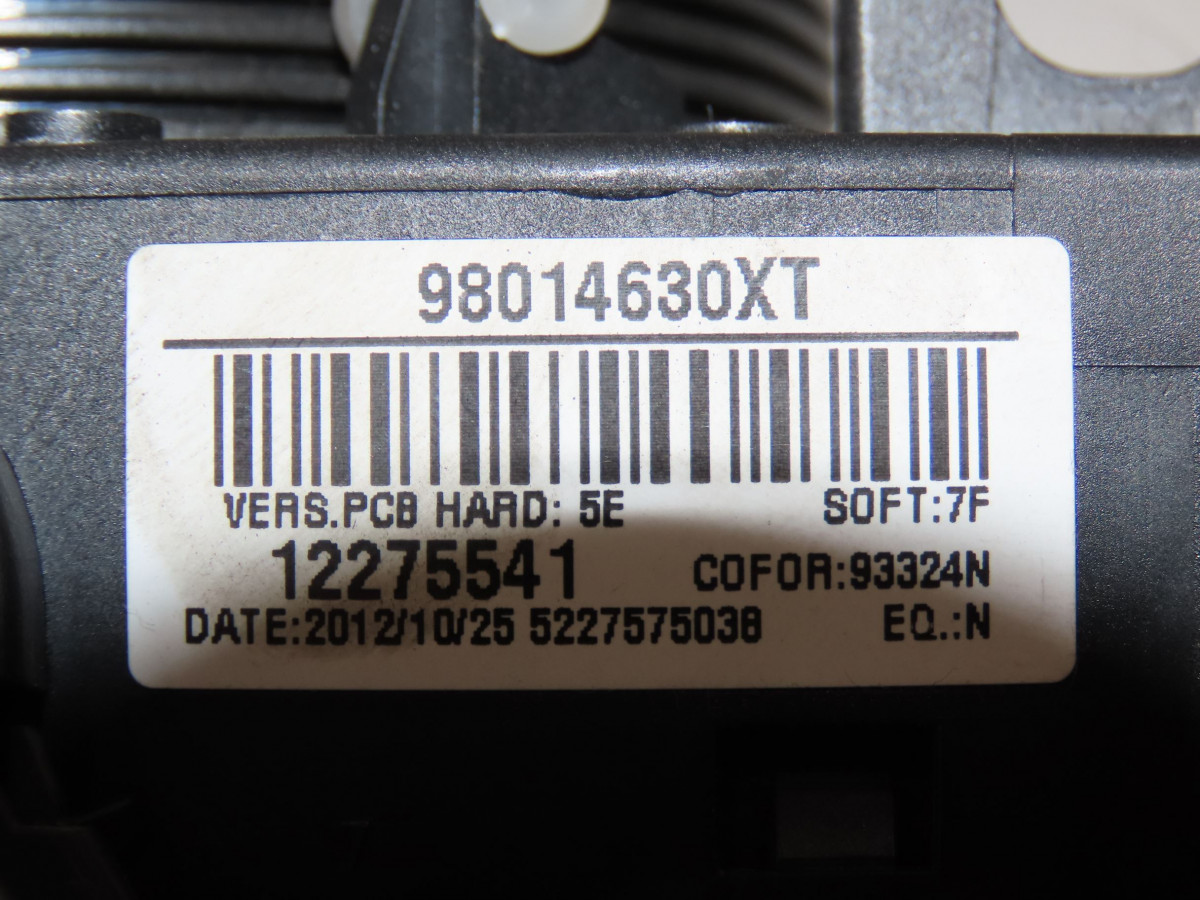 98014630XT
VERS.PCB HARD: 5E SOFT:7F
12275541 COFOR:93324N
DATE:2012/10/25 5227575038 EQ.:N